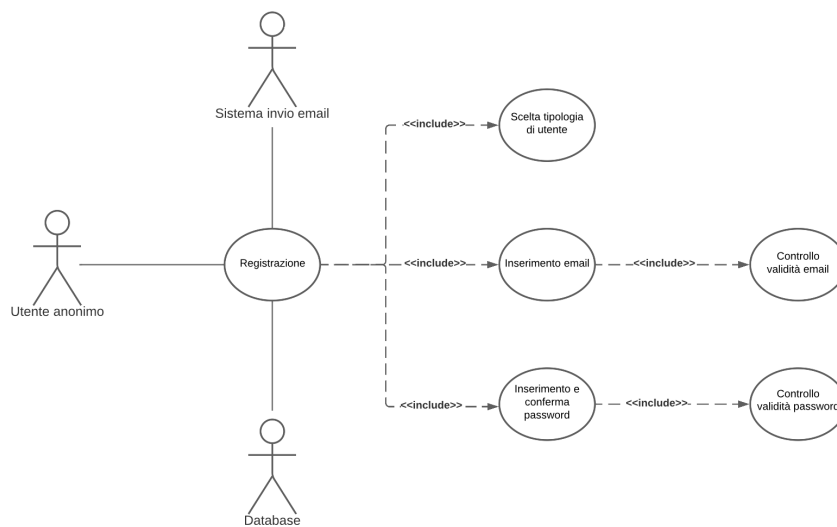 Sistema invio email
<<include>>
Scelta tipologia
di utente
Utente anonimo
Registrazione
<<include>>
Inserimento email
<<include>>
Controllo
validità email
<<include>>
Inserimento e
conferma
password
<<include>>
Controllo
validità password
Database